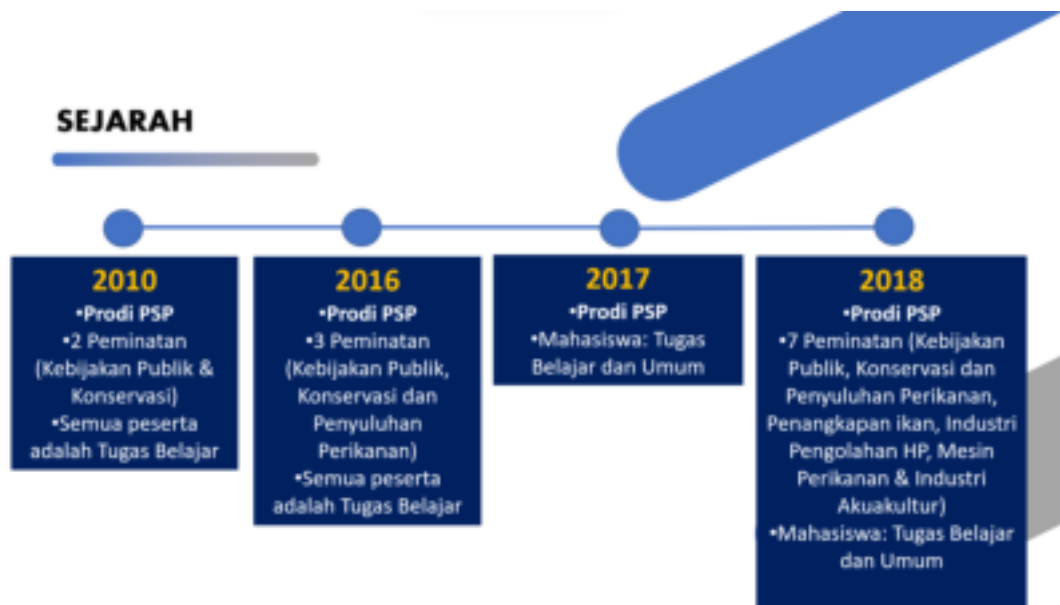 SEJARAH
2010
•Prodi PSP
•2 Peminatan
(Kebijakan Publik &
Konservasi)
•Semua peserta
adalah Tugas Belajar
2016
•Prodi PSP
•3 Peminatan
(Kebijakan Publik,
Konservasi dan
Penyuluhan
Perikanan)
•Semua peserta
adalah Tugas Belajar
2017
•Prodi PSP
•Mahasiswa: Tugas
Belajar dan Umum
2018
•Prodi PSP
•7 Peminatan (Kebijakan
Publik, Konservasi dan
Penyuluhan Perikanan,
Penangkapan ikan, Industri
Pengolahan HP, Mesin
Perikanan & Industri
Akuakultur)
•Mahasiswa: Tugas Belajar
dan Umum